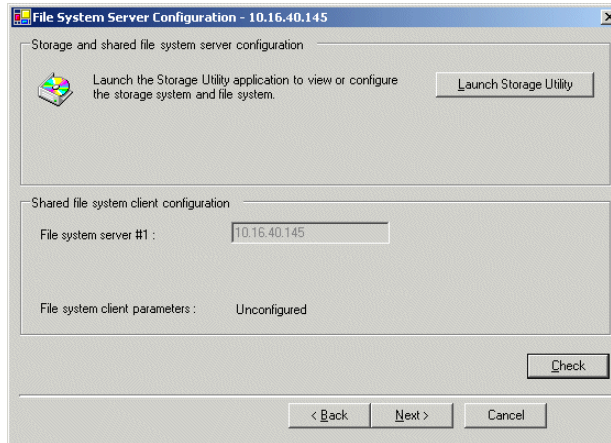 File System Server Configuration - 10.16.40.145
Storage and shared file system server configuration
Launch the Storage Utility application to view or configure
the storage system and file system.
Launch Storage Utility
Shared file system client configuration
File system server #1 :
10.16.40.145
File system client parameters :
Unconfigured
Check
< Back
Next >
Cancel